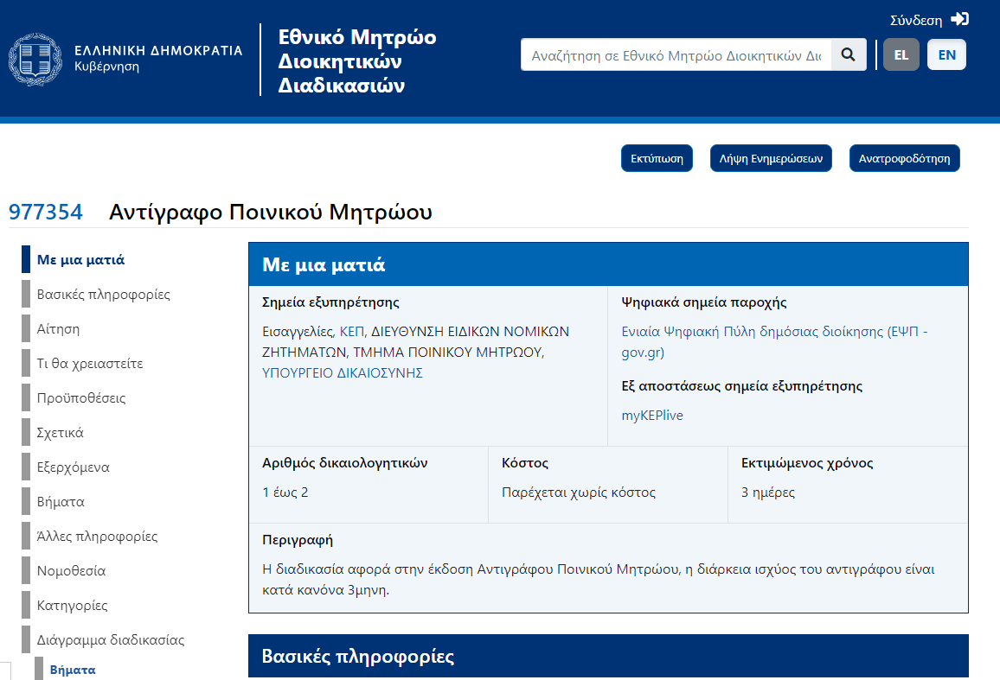 Σύνδεση
ΕΛΛΗΝΙΚΗ ΔΗΜΟΚΡΑΤΙΑ
Κυβέρνηση
Εθνικό Μητρώο
Διοικητικών
Διαδικασιών
Αναζήτηση σε Εθνικό Μητρώο Διοικητικών Δι
EL
EN
Εκτύπωση
Λήψη Ενημερώσεων
Ανατροφοδότηση
977354 Αντίγραφο Ποινικού Μητρώου
Με μια ματιά
Βασικές πληροφορίες
Αίτηση
Τι θα χρειαστείτε
Προϋποθέσεις
Σχετικά
Εξερχόμενα
Βήματα
Άλλες πληροφορίες
Νομοθεσία
Κατηγορίες
Διάγραμμα διαδικασίας
Βήματα
Με μια ματιά
Σημεία εξυπηρέτησης
Εισαγγελίες, ΚΕΠ, ΔΙΕΥΘΥΝΣΗ ΕΙΔΙΚΩΝ ΝΟΜΙΚΩΝ
ΖΗΤΗΜΑΤΩΝ, ΤΜΗΜΑ ΠΟΙΝΙΚΟΥ ΜΗΤΡΩΟΥ,
ΥΠΟΥΡΓΕΙΟ ΔΙΚΑΙΟΣΥΝΗΣ
Ψηφιακά σημεία παροχής
Ενιαία Ψηφιακή Πύλη δημόσιας διοίκησης (ΕΨΠ -
gov.gr)
Εξ αποστάσεως σημεία εξυπηρέτησης
myKEPlive
Αριθμός δικαιολογητικών
1 έως 2
Κόστος
Παρέχεται χωρίς κόστος
Εκτιμώμενος χρόνος
3 ημέρες
Περιγραφή
Η διαδικασία αφορά στην έκδοση Αντιγράφου Ποινικού Μητρώου, η διάρκεια ισχύος του αντιγράφου είναι
κατά κανόνα 3μηνη.
Βασικές πληροφορίες